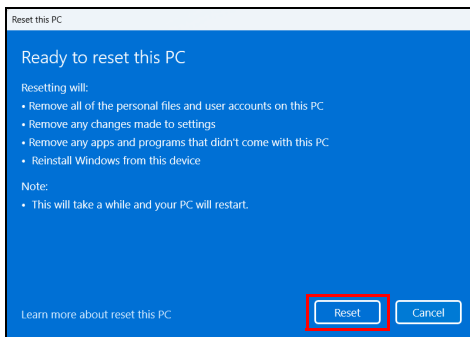 Reset this PC
Ready to reset this PC
Resetting will:
• Remove all of the personal files and user accounts on this PC
• Remove any changes made to settings
• Remove any apps and programs that didn't come with this PC
• Reinstall Windows from this device
Note:
• This will take a while and your PC will restart.
Learn more about reset this PC
Reset
Cancel